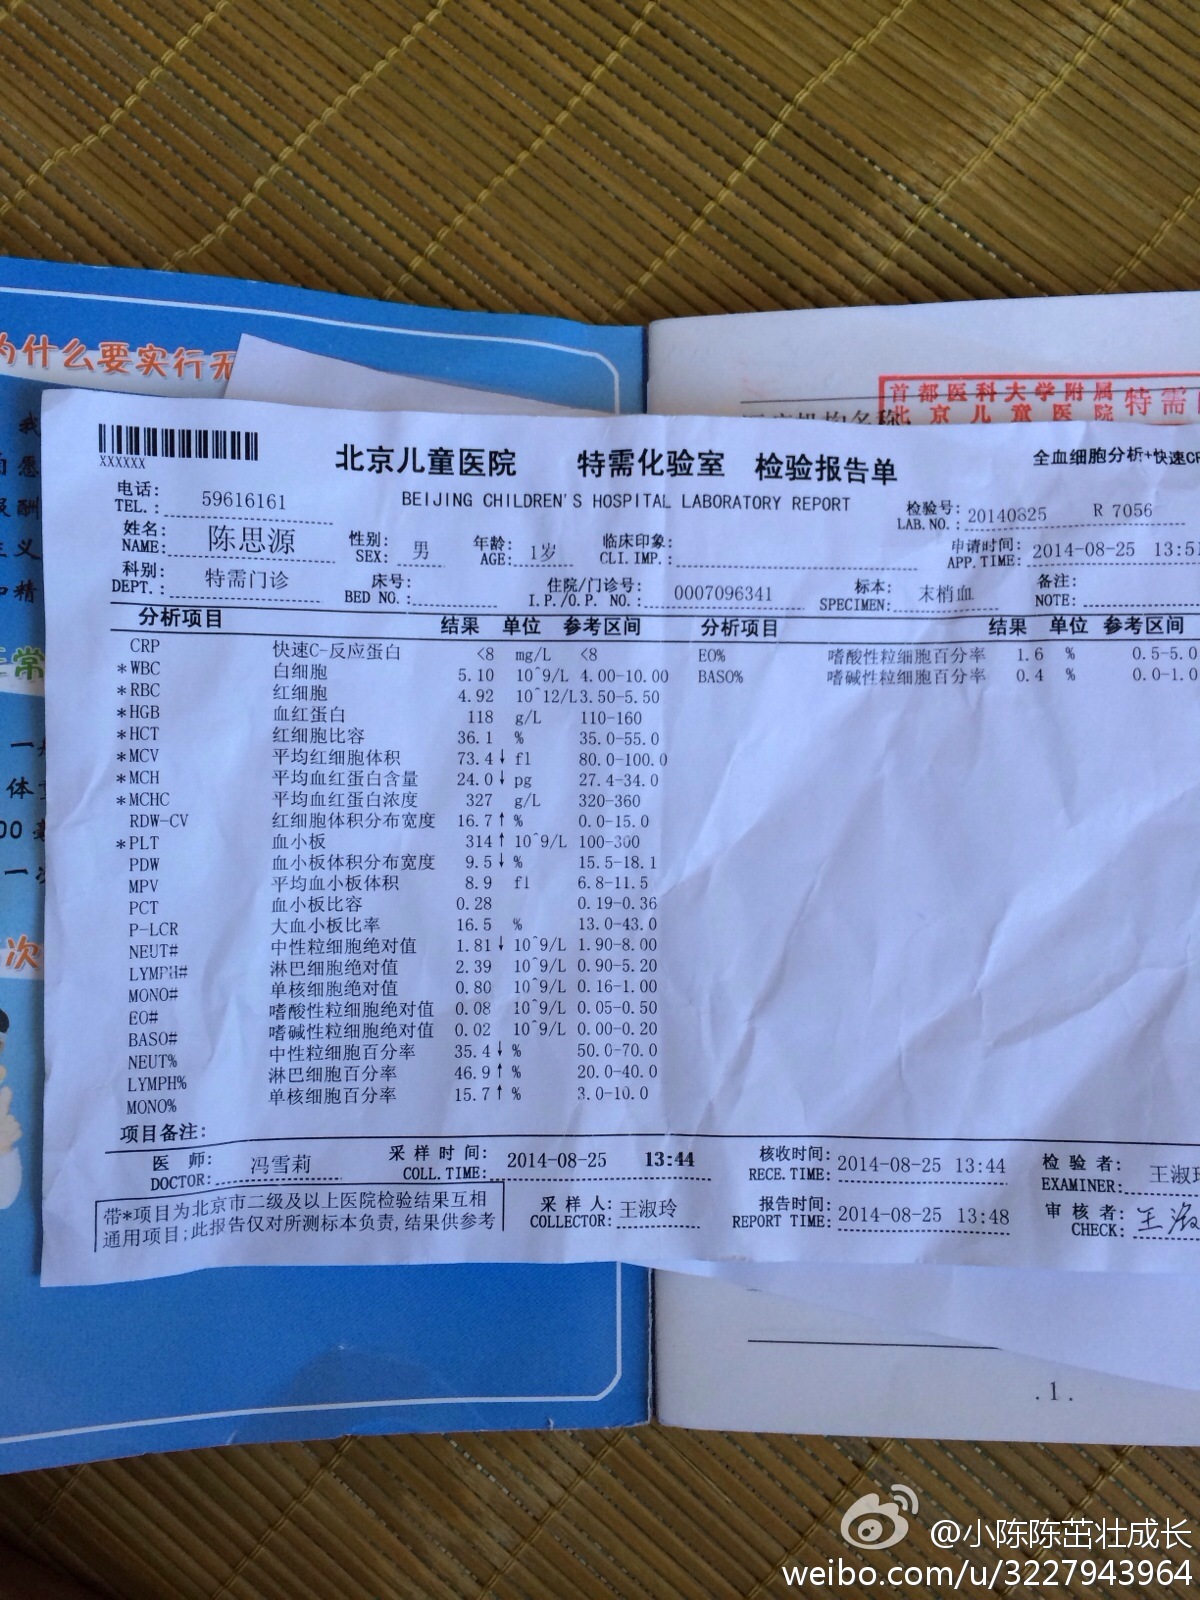 为什么要实行无
首都医科大学附属
北京儿童医院 特需
XXXXXX
北京儿童医院 特需化验室 检验报告单
全血细胞分析+快速CR
BEIJING CHILDREN'S HOSPITAL LABORATORY REPORT
电话: TEL.: 59616161
检验号: LAB.NO.: 20140825 R 7056
姓名: NAME: 陈思源 性别: SEX: 男 年龄: AGE: 1岁 临床印象: CLI.IMP.: 申请时间: APP.TIME: 2014-08-25 13:51
科别: DEPT.: 特需门诊 床号: BED NO.: 住院/门诊号: I.P./O.P. NO.: 0007096341 标本: SPECIMEN: 末梢血 备注: NOTE:
分析项目 结果 单位 参考区间 分析项目 结果 单位 参考区间
CRP 快速C-反应蛋白 <8 mg/L <8 EO% 嗜酸性粒细胞百分率 1.6 % 0.5-5.0
*WBC 白细胞 5.10 10^9/L 4.00-10.00 BASO% 嗜碱性粒细胞百分率 0.4 % 0.0-1.0
*RBC 红细胞 4.92 10^12/L 3.50-5.50
*HGB 血红蛋白 118 g/L 110-160
*HCT 红细胞比容 36.1 % 35.0-55.0
*MCV 平均红细胞体积 73.4↓ fl 80.0-100.0
*MCH 平均血红蛋白含量 24.0↓ pg 27.4-34.0
*MCHC 平均血红蛋白浓度 327 g/L 320-360
RDW-CV 红细胞体积分布宽度 16.7↑ % 0.0-15.0
*PLT 血小板 314↑ 10^9/L 100-300
PDW 血小板体积分布宽度 9.5↓ % 15.5-18.1
MPV 平均血小板体积 8.9 fl 6.8-11.5
PCT 血小板比容 0.28 0.19-0.36
P-LCR 大血小板比率 16.5 % 13.0-43.0
NEUT# 中性粒细胞绝对值 1.81↓ 10^9/L 1.90-8.00
LYMPH# 淋巴细胞绝对值 2.39 10^9/L 0.90-5.20
MONO# 单核细胞绝对值 0.80 10^9/L 0.16-1.00
EO# 嗜酸性粒细胞绝对值 0.08 10^9/L 0.05-0.50
BASO# 嗜碱性粒细胞绝对值 0.02 10^9/L 0.00-0.20
NEUT% 中性粒细胞百分率 35.4↓ % 50.0-70.0
LYMPH% 淋巴细胞百分率 46.9↑ % 20.0-40.0
MONO% 单核细胞百分率 15.7↑ % 3.0-10.0
项目备注:
医 师: DOCTOR: 冯雪莉 采样时间: COLL.TIME: 2014-08-25 13:44 核收时间: RECE.TIME: 2014-08-25 13:44 检验者: EXAMINER: 王淑玲
带*项目为北京市二级及以上医院检验结果互相
通用项目;此报告仅对所测标本负责,结果供参考
采样人: COLLECTOR: 王淑玲 报告时间: REPORT TIME: 2014-08-25 13:48 审核者: CHECK: 王淑
.1.
@小陈陈茁壮成长
weibo.com/u/3227943964